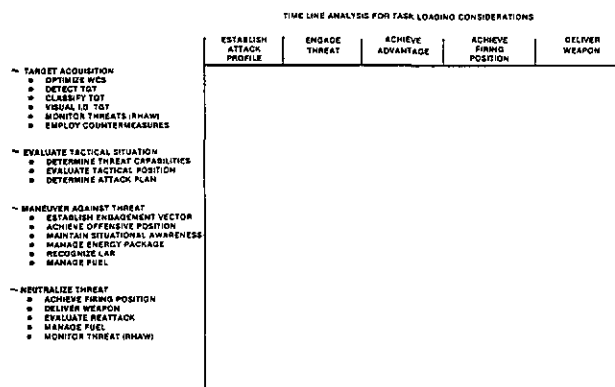 TIME LINE ANALYSIS FOR TASK LOADING CONSIDERATIONS
ESTABLISH ATTACK PROFILE
ENGAGE THREAT
ACHIEVE ADVANTAGE
ACHIEVE FIRING POSITION
DELIVER WEAPON
~ TARGET ACQUISITION
● OPTIMIZE WCS
● DETECT TGT
● CLASSIFY TGT
● VISUAL I.D. TGT
● MONITOR THREATS (RHAW)
● EMPLOY COUNTERMEASURES
~ EVALUATE TACTICAL SITUATION
● DETERMINE THREAT CAPABILITIES
● EVALUATE TACTICAL POSITION
● DETERMINE ATTACK PLAN
~ MANEUVER AGAINST THREAT
● ESTABLISH ENGAGEMENT VECTOR
● ACHIEVE OFFENSIVE POSITION
● MAINTAIN SITUATIONAL AWARENESS
● MANAGE ENERGY PACKAGE
● RECOGNIZE LAR
● MANAGE FUEL
~ NEUTRALIZE THREAT
● ACHIEVE FIRING POSITION
● DELIVER WEAPON
● EVALUATE REATTACK
● MANAGE FUEL
● MONITOR THREAT (RHAW)